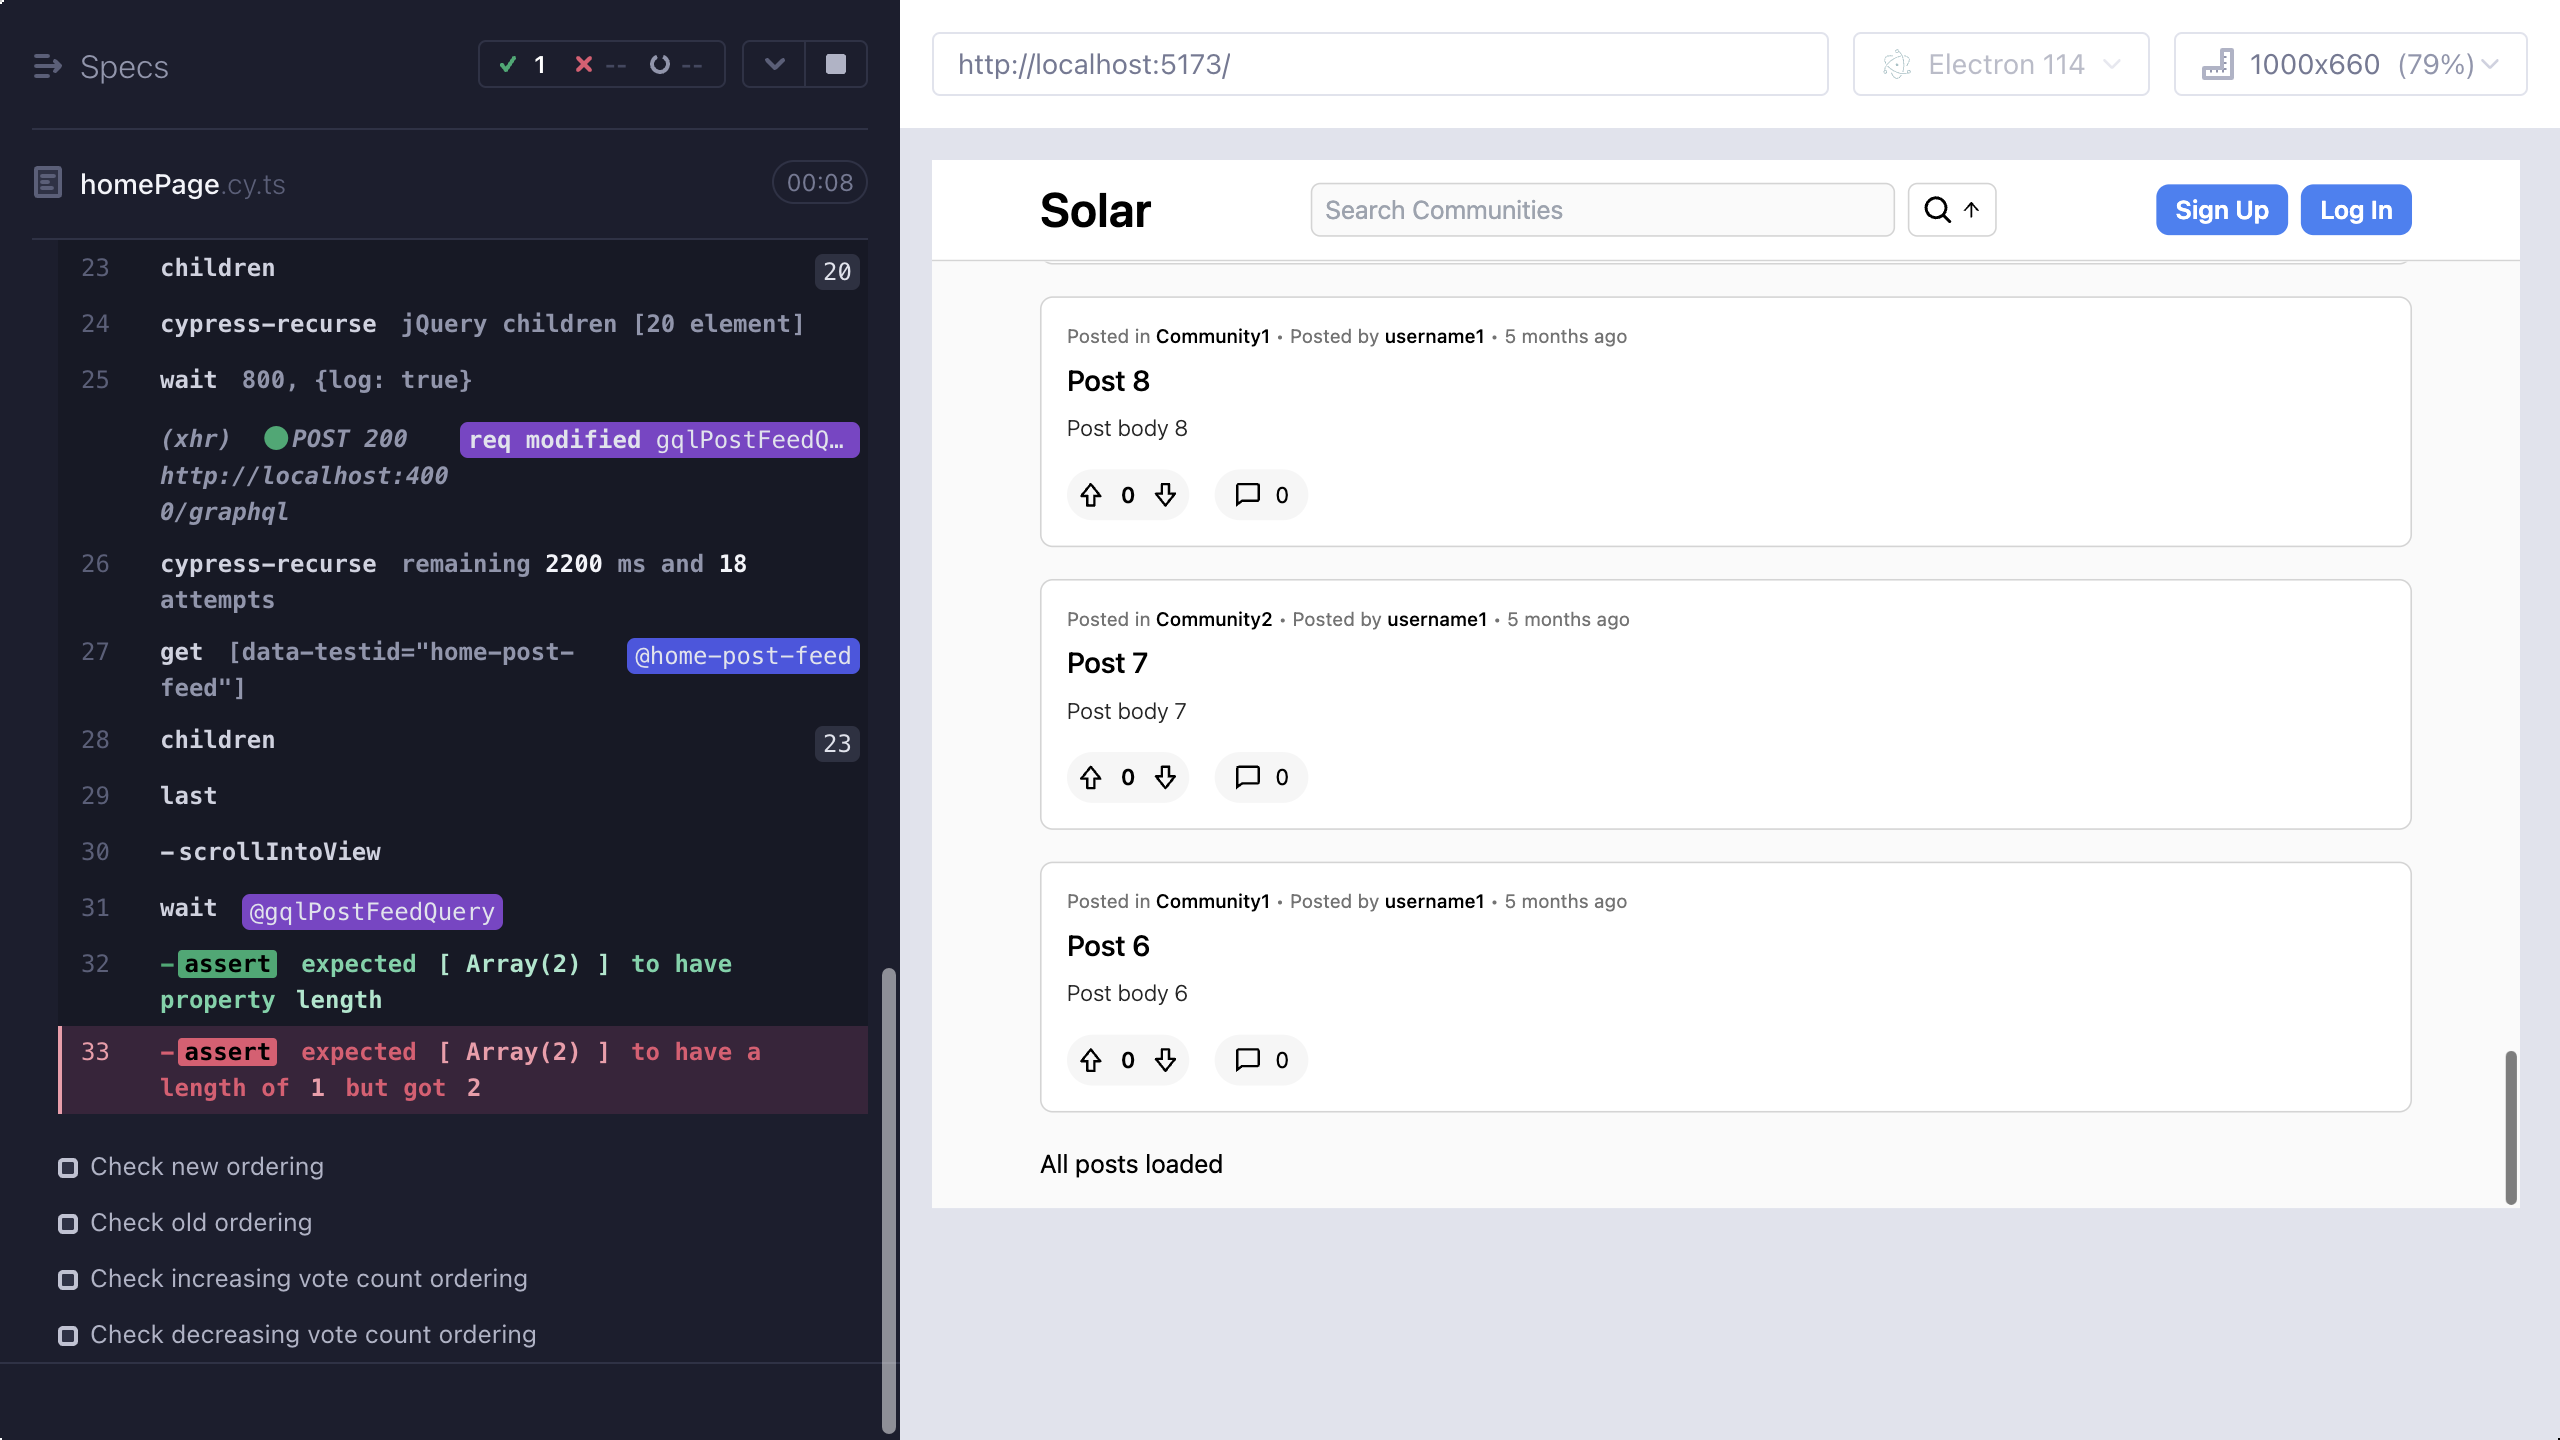 Specs
1
--
--
homePage.cy.ts
00:08
23 children 20
24 cypress-recurse jQuery children [20 element]
25 wait 800, {log: true}
(xhr) POST 200 req modified gqlPostFeedQ…
http://localhost:400
0/graphql
26 cypress-recurse remaining 2200 ms and 18
attempts
27 get [data-testid="home-post- @home-post-feed
feed"]
28 children 23
29 last
30 -scrollIntoView
31 wait @gqlPostFeedQuery
32 -assert expected [ Array(2) ] to have
property length
33 -assert expected [ Array(2) ] to have a
length of 1 but got 2
Check new ordering
Check old ordering
Check increasing vote count ordering
Check decreasing vote count ordering
http://localhost:5173/
Electron 114
1000x660 (79%)
Solar
Search Communities
Sign Up
Log In
Posted in Community1 • Posted by username1 • 5 months ago
Post 8
Post body 8
0 0
Posted in Community2 • Posted by username1 • 5 months ago
Post 7
Post body 7
0 0
Posted in Community1 • Posted by username1 • 5 months ago
Post 6
Post body 6
0 0
All posts loaded